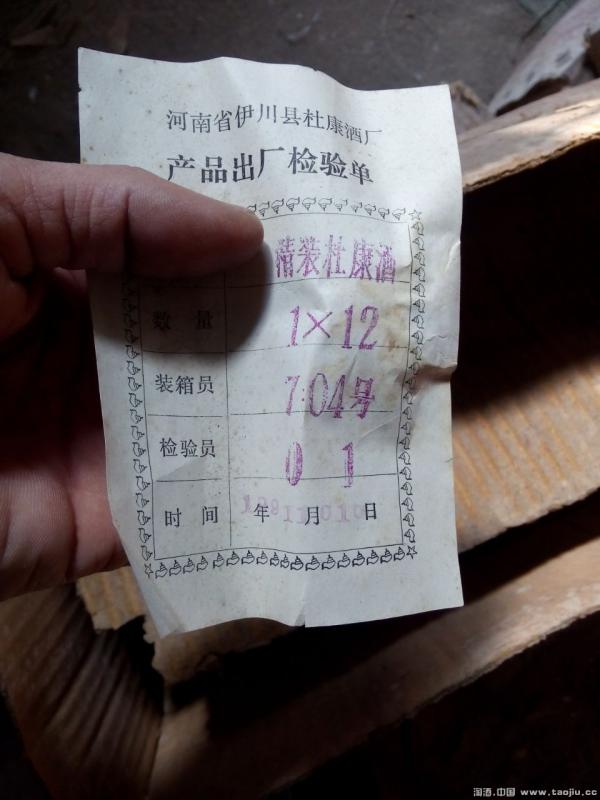 河南省伊川县杜康酒厂
产品出厂检验单
精装杜康酒
数量 1×12
装箱员 704号
检验员 01
时间 年 月 日
淘酒.中国 www.taojiu.cc